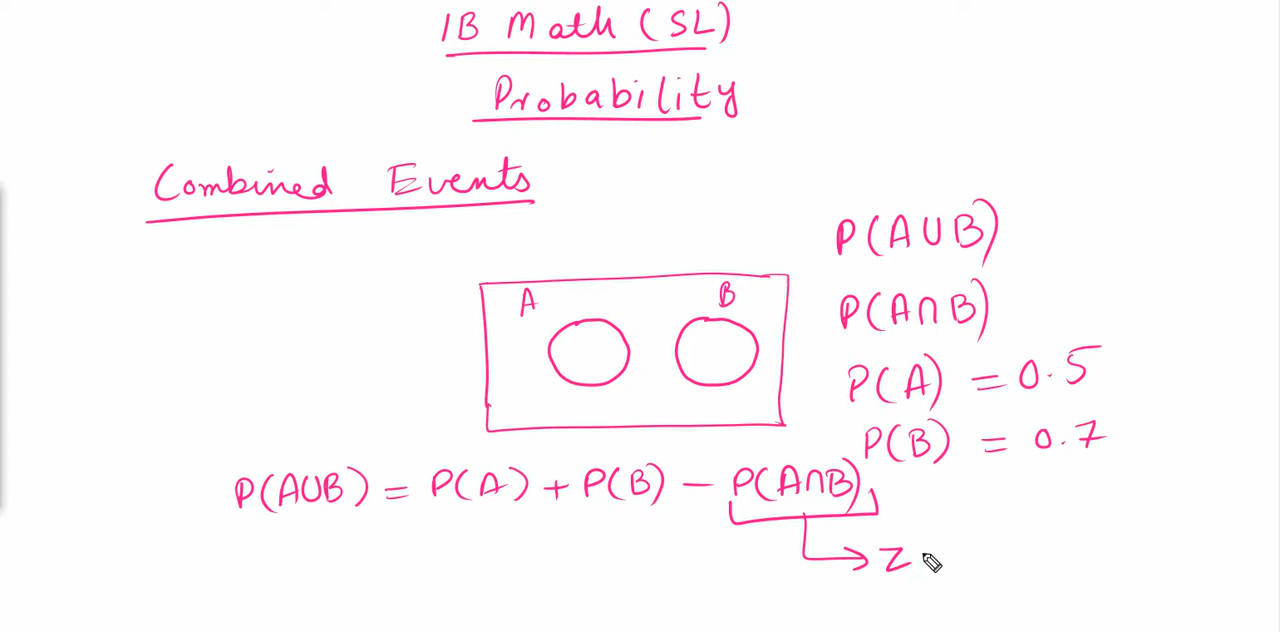 IB Math (SL)
Probability
Combined Events
P(A∪B)
A
B
P(A∩B)
P(A) = 0.5
P(B) = 0.7
P(A∪B) = P(A) + P(B) - P(A∩B)
Z